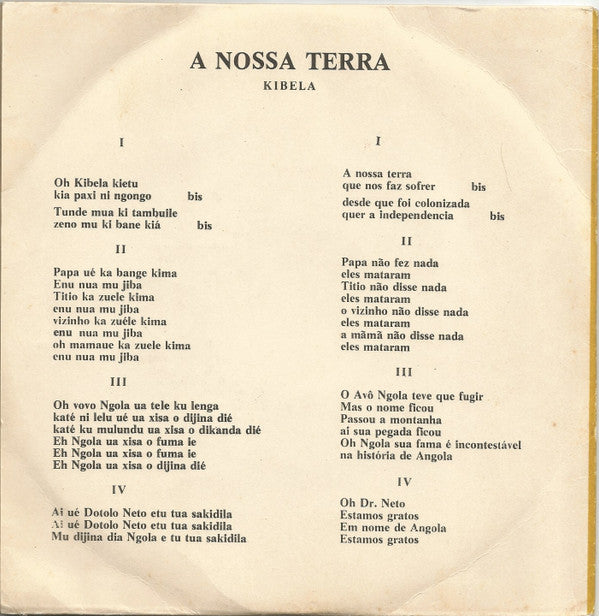 A NOSSA TERRA
KIBELA
I
Oh Kibela kietu
kia paxi ni ngongo bis
Tunde mua ki tambuile
zeno mu ki bane kiá bis
II
Papa ué ka bange kima
Enu nua mu jiba
Titio ka zuele kima
enu nua mu jiba
vizinho ka zuéle kima
enu nua mu jiba
oh mamaue ka zuele kima
enu nua mu jiba
III
Oh vovo Ngola ua tele ku lenga
katé ni lelu ué ua xisa o dijina dié
katé ku mulundu ua xisa o dikanda dié
Eh Ngola ua xisa o fuma ie
Eh Ngola ua xisa o fuma ie
Eh Ngola ua xisa o dijina dié
IV
Ai ué Dotolo Neto etu tua sakidila
Ai ué Dotolo Neto etu tua sakidila
Mu dijina dia Ngola e tu tua sakidila
I
A nossa terra
que nos faz sofrer bis
desde que foi colonizada
quer a independencia bis
II
Papa não fez nada
eles mataram
Titio não disse nada
eles mataram
o vizinho não disse nada
eles mataram
a mãmã não disse nada
eles mataram
III
O Avô Ngola teve que fugir
Mas o nome ficou
Passou a montanha
aí sua pegada ficou
Oh Ngola sua fama é incontestável
na história de Angola
IV
Oh Dr. Neto
Estamos gratos
Em nome de Angola
Estamos gratos